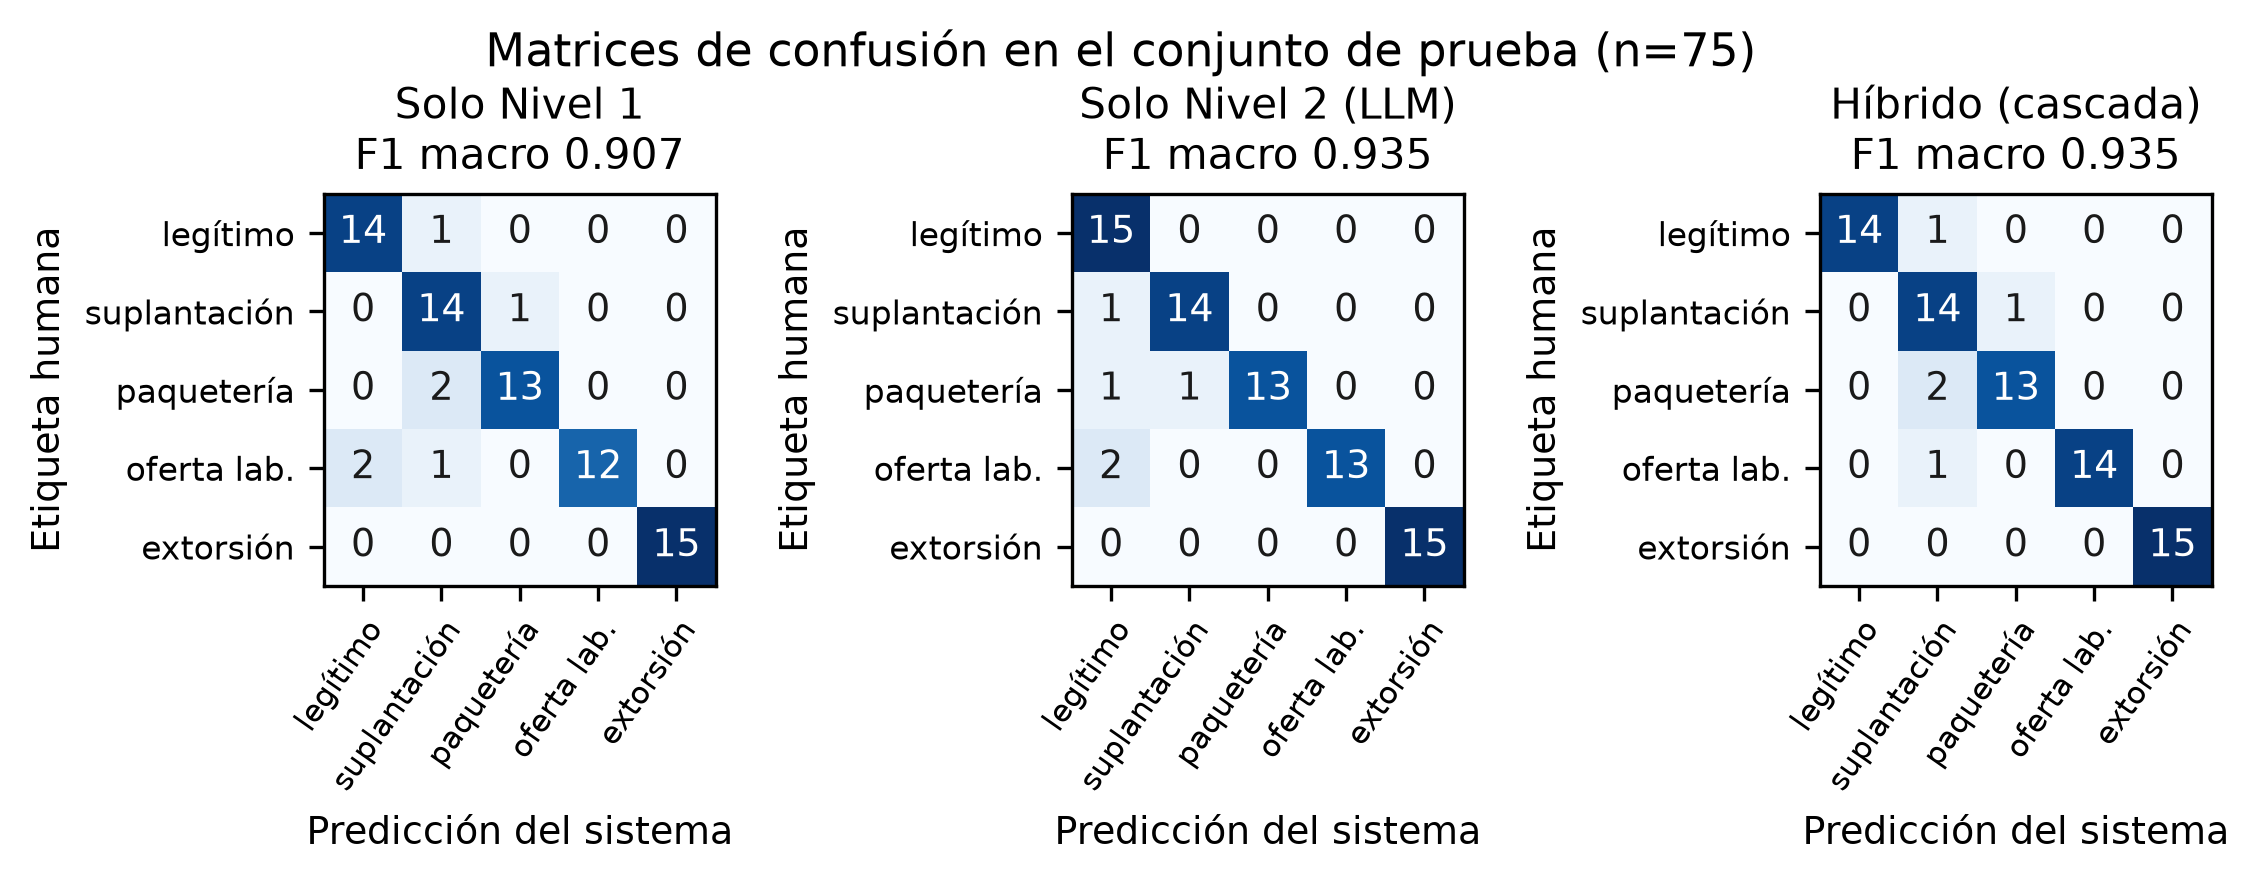 Matrices de confusión en el conjunto de prueba (n=75)
Solo Nivel 1
F1 macro 0.907
Etiqueta humana
legítimo 14 1 0 0 0
suplantación 0 14 1 0 0
paquetería 0 2 13 0 0
oferta lab. 2 1 0 12 0
extorsión 0 0 0 0 15
legítimo suplantación paquetería oferta lab. extorsión
Predicción del sistema
Solo Nivel 2 (LLM)
F1 macro 0.935
Etiqueta humana
legítimo 15 0 0 0 0
suplantación 1 14 0 0 0
paquetería 1 1 13 0 0
oferta lab. 2 0 0 13 0
extorsión 0 0 0 0 15
legítimo suplantación paquetería oferta lab. extorsión
Predicción del sistema
Híbrido (cascada)
F1 macro 0.935
Etiqueta humana
legítimo 14 1 0 0 0
suplantación 0 14 1 0 0
paquetería 0 2 13 0 0
oferta lab. 0 1 0 14 0
extorsión 0 0 0 0 15
legítimo suplantación paquetería oferta lab. extorsión
Predicción del sistema